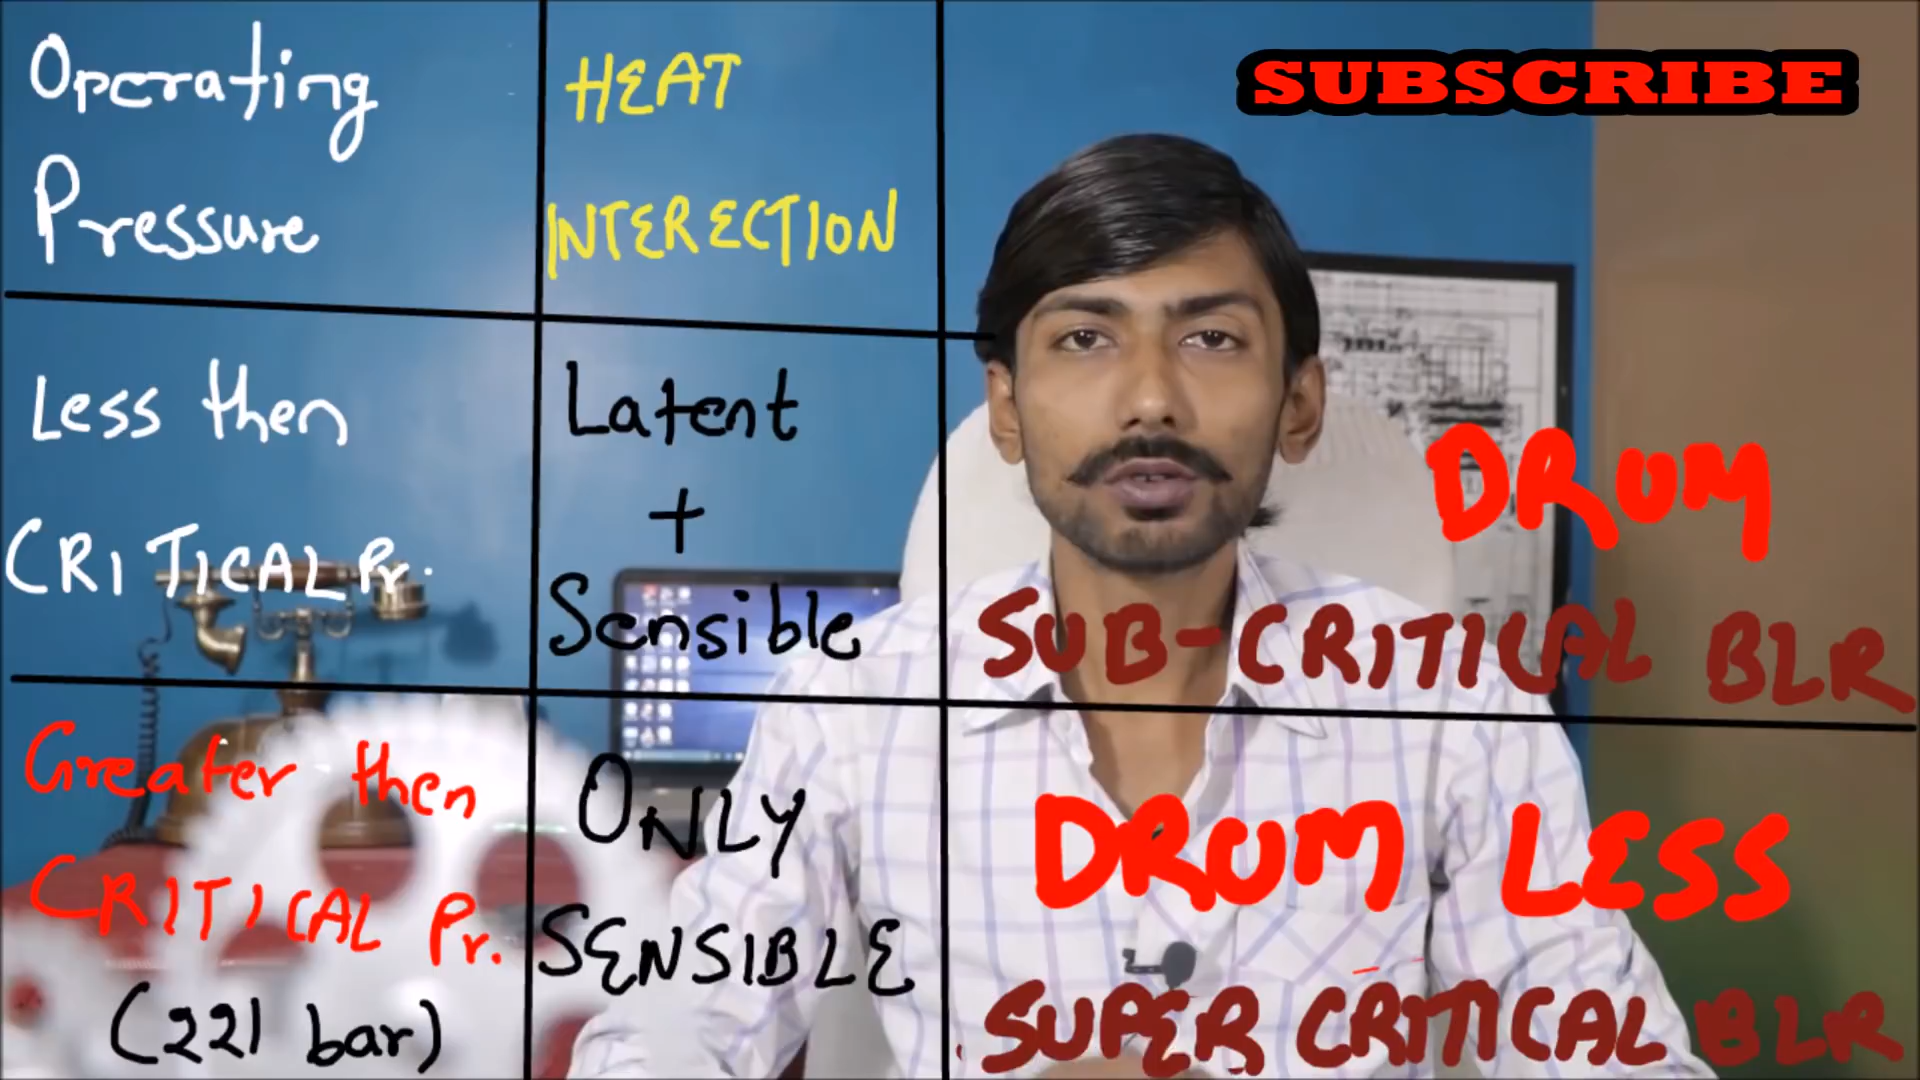 Operating
Pressure
HEAT
INTERECTION
SUBSCRIBE
Less then
CRITICAL Pr.
Latent
+
Sensible
DRUM
SUB-CRITICAL BLR
Greater then
CRITICAL Pr.
(221 bar)
ONLY
SENSIBLE
DRUM LESS
SUPER CRITICAL BLR